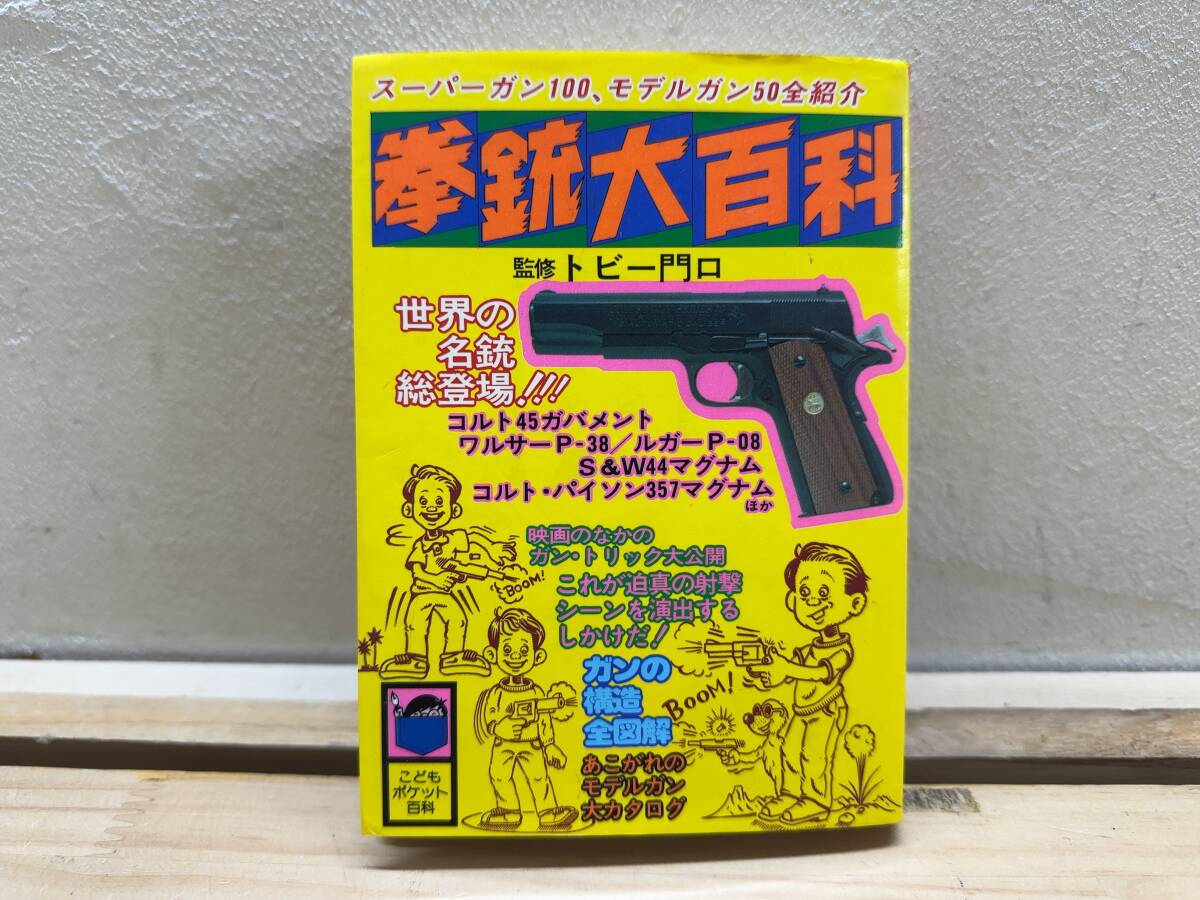 スーパーガン100、モデルガン50全紹介
拳銃大百科
監修トビー門口
世界の
名銃
総登場!!!
コルト45ガバメント
ワルサーP-38／ルガーP-08
S&W44マグナム
コルト・パイソン357マグナム
ほか
映画のなかの
ガン・トリック大公開
これが迫真の射撃
シーンを演出する
しかけだ!
BOOM!
BOOM!
ガンの
構造
全図解
あこがれの
モデルガン
大カタログ
こども
ポケット
百科